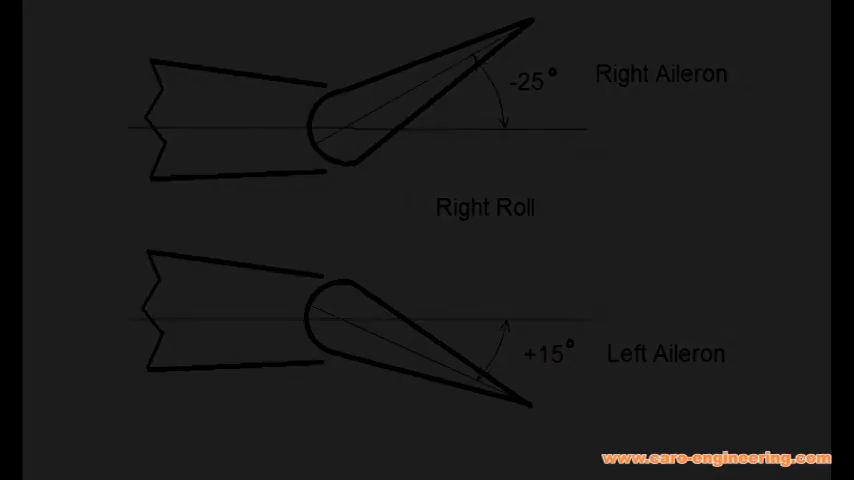 -25°
Right Aileron
Right Roll
+15°
Left Aileron
www.caro-engineering.com